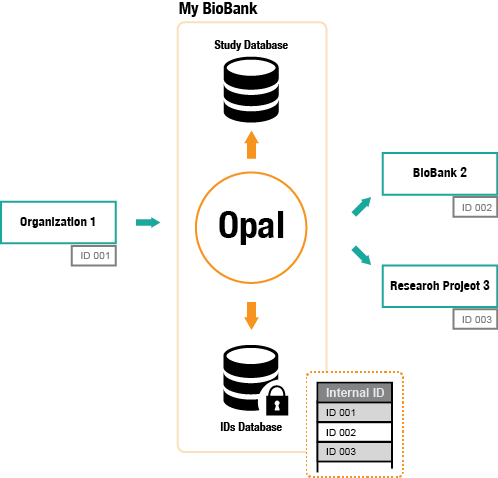 My BioBank
Study Database
Organization 1
ID 001
Opal
BioBank 2
ID 002
Research Project 3
ID 003
IDs Database
Internal ID
ID 001
ID 002
ID 003